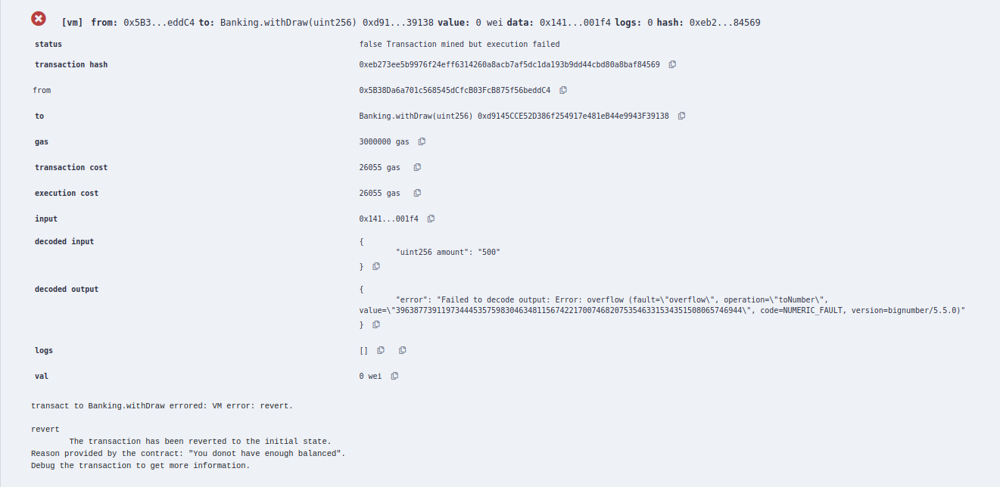 [vm] from: 0x5B3...eddC4 to: Banking.withDraw(uint256) 0xd91...39138 value: 0 wei data: 0x141...001f4 logs: 0 hash: 0xeb2...84569
status false Transaction mined but execution failed
transaction hash 0xeb273ee5b9976f24eff6314260a8acb7af5dc1da193b9dd44cbd80a8baf84569
from 0x5B38Da6a701c568545dCfcB03FcB875f56beddC4
to Banking.withDraw(uint256) 0xd9145CCE52D386f254917e481eB44e9943F39138
gas 3000000 gas
transaction cost 26055 gas
execution cost 26055 gas
input 0x141...001f4
decoded input {
"uint256 amount": "500"
}
decoded output {
"error": "Failed to decode output: Error: overflow (fault=\"overflow\", operation=\"toNumber\",
value=\"3963877391197344453575983046348115674221700746820753546331534351508065746944\", code=NUMERIC_FAULT, version=bignumber/5.5.0)"
}
logs []
val 0 wei
transact to Banking.withDraw errored: VM error: revert.
revert
The transaction has been reverted to the initial state.
Reason provided by the contract: "You donot have enough balanced".
Debug the transaction to get more information.